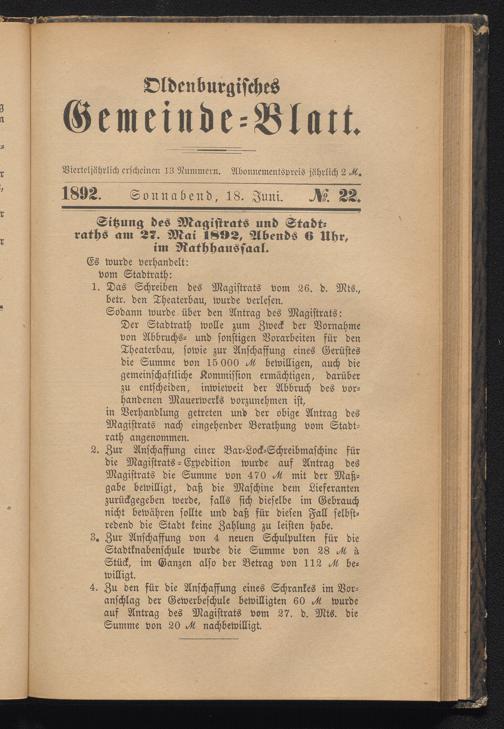 Oldenburgisches
Gemeinde-Blatt.
Vierteljährlich erscheinen 13 Nummern. Abonnementspreis jährlich 2 ℳ.
1892. Sonnabend, 18. Juni. №. 22.
Sitzung des Magistrats und Stadt-
raths am 27. Mai 1892, Abends 6 Uhr,
im Rathhaussaal.
Es wurde verhandelt:
vom Stadtrath:
1. Das Schreiben des Magistrats vom 26. d. Mts.,
betr. den Theaterbau, wurde verlesen.
Sodann wurde über den Antrag des Magistrats:
Der Stadtrath wolle zum Zweck der Vornahme
von Abbruchs- und sonstigen Vorarbeiten für den
Theaterbau, sowie zur Anschaffung eines Gerüstes
die Summe von 15000 ℳ bewilligen, auch die
gemeinschaftliche Kommission ermächtigen, darüber
zu entscheiden, inwieweit der Abbruch des vor-
handenen Mauerwerks vorzunehmen ist,
in Verhandlung getreten und der obige Antrag des
Magistrats nach eingehender Berathung vom Stadt-
rath angenommen.
2. Zur Anschaffung einer Bar-Lock-Schreibmaschine für
die Magistrats-Expedition wurde auf Antrag des
Magistrats die Summe von 470 ℳ mit der Maß-
gabe bewilligt, daß die Maschine dem Lieferanten
zurückgegeben werde, falls sich dieselbe im Gebrauch
nicht bewähren sollte und daß für diesen Fall selbst-
redend die Stadt keine Zahlung zu leisten habe.
3. Zur Anschaffung von 4 neuen Schulpulten für die
Stadtknabenschule wurde die Summe von 28 ℳ à
Stück, im Ganzen also der Betrag von 112 ℳ be-
willigt.
4. Zu den für die Anschaffung eines Schrankes im Vor-
anschlag der Gewerbeschule bewilligten 60 ℳ wurde
auf Antrag des Magistrats vom 27. d. Mts. die
Summe von 20 ℳ nachbewilligt.